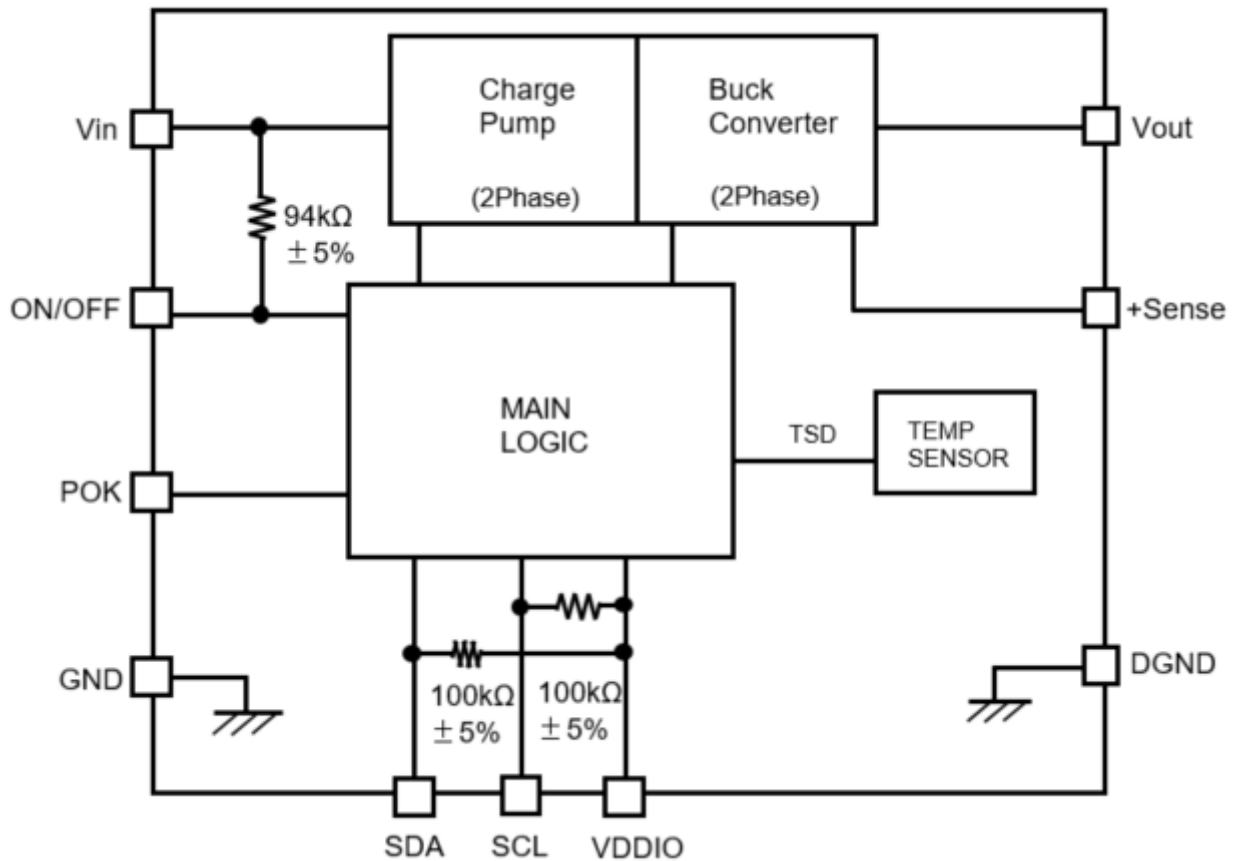 Charge
Pump
(2Phase)
Buck
Converter
(2Phase)
Vin
Vout
94kΩ
±5%
ON/OFF
+Sense
MAIN
LOGIC
TSD
TEMP
SENSOR
POK
GND
DGND
100kΩ
±5%
100kΩ
±5%
SDA
SCL
VDDIO